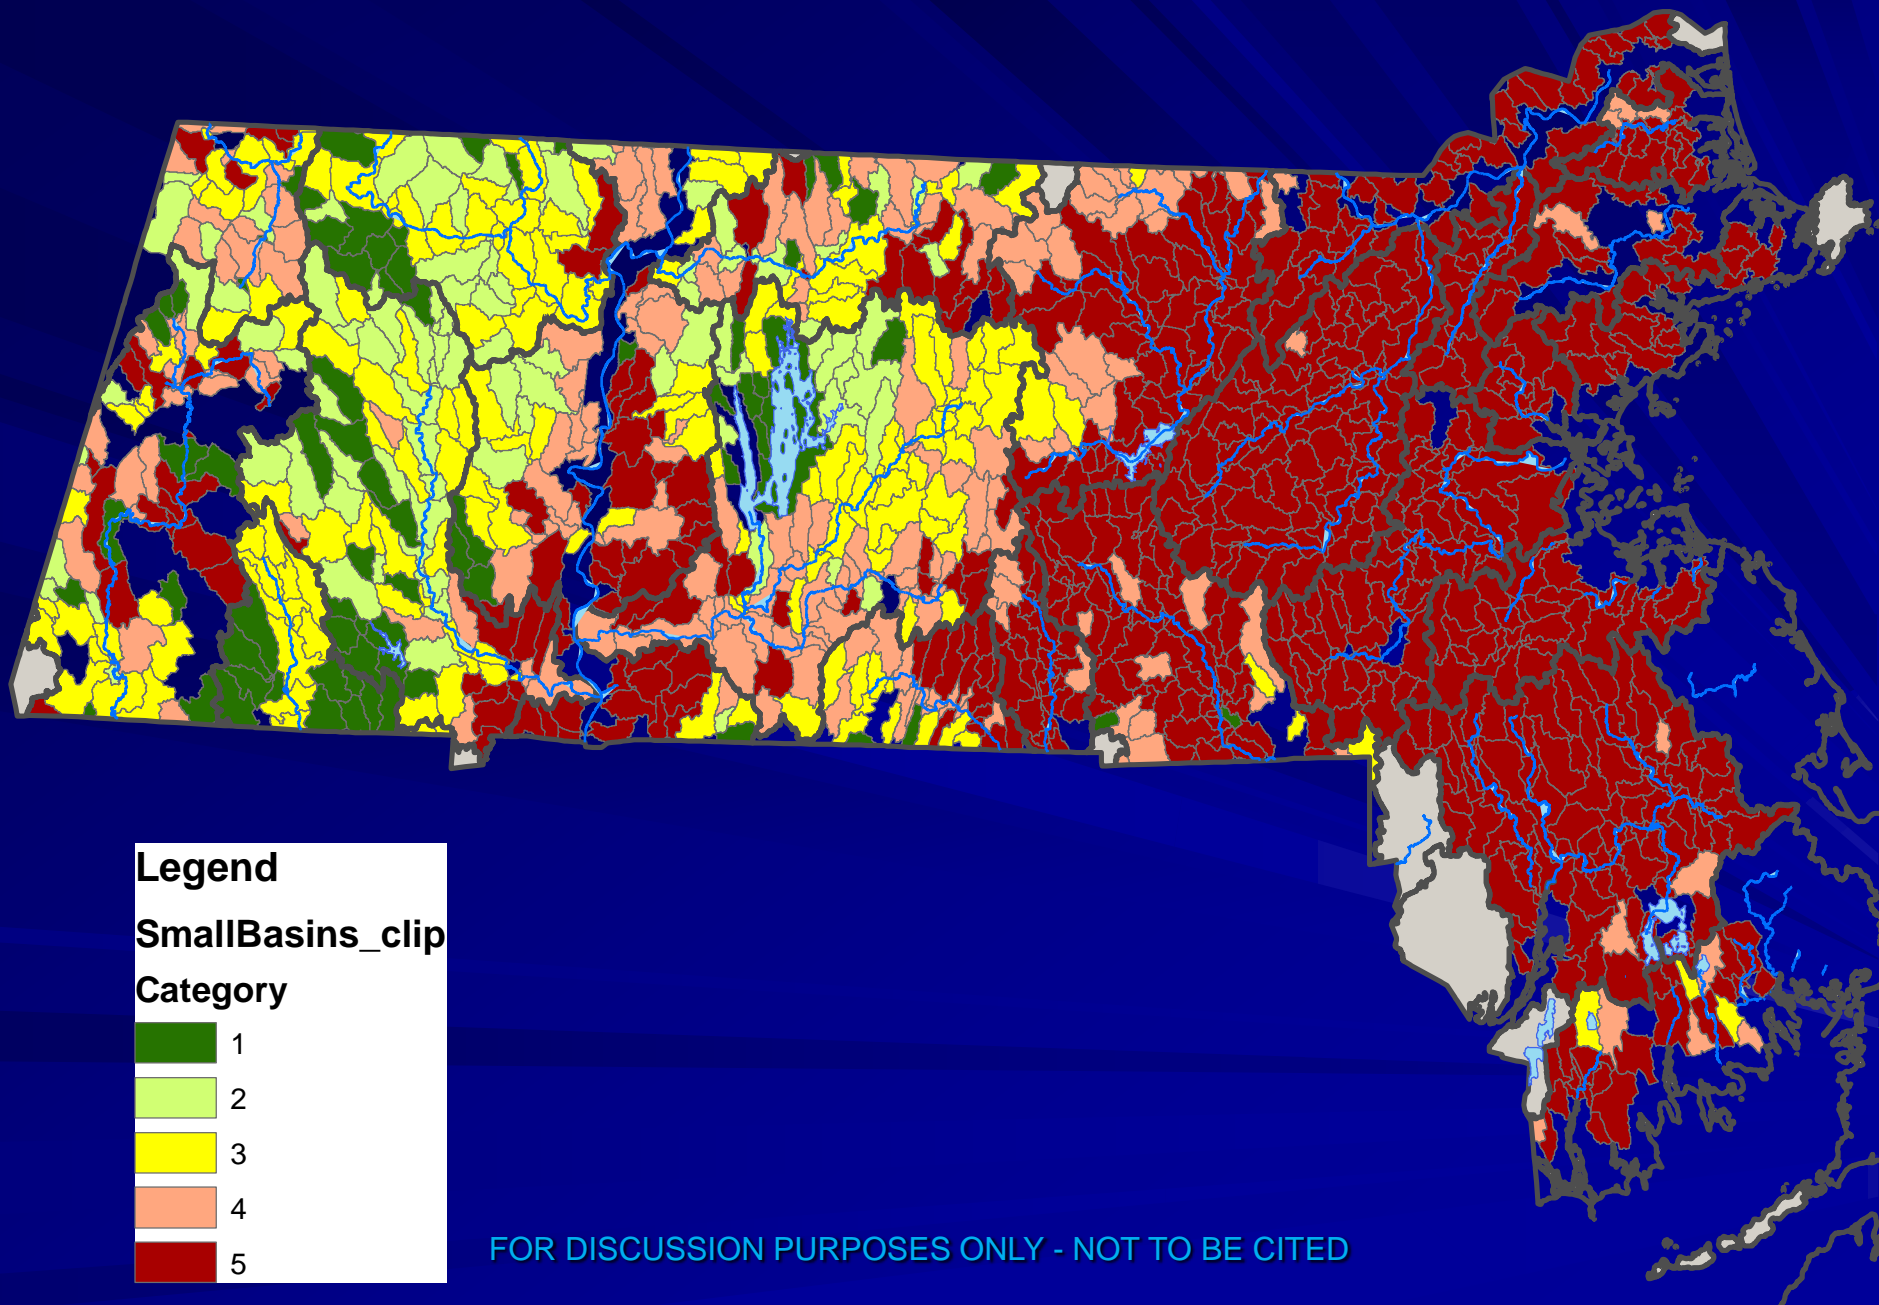 Legend
SmallBasins_clip
Category
1
2
3
4
5
FOR DISCUSSION PURPOSES ONLY - NOT TO BE CITED